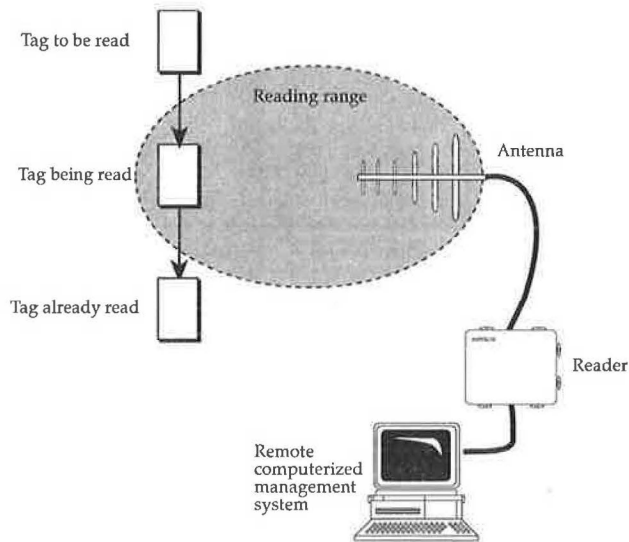 Tag to be read
Reading range
Antenna
Tag being read
Tag already read
Reader
Remote
computerized
management
system